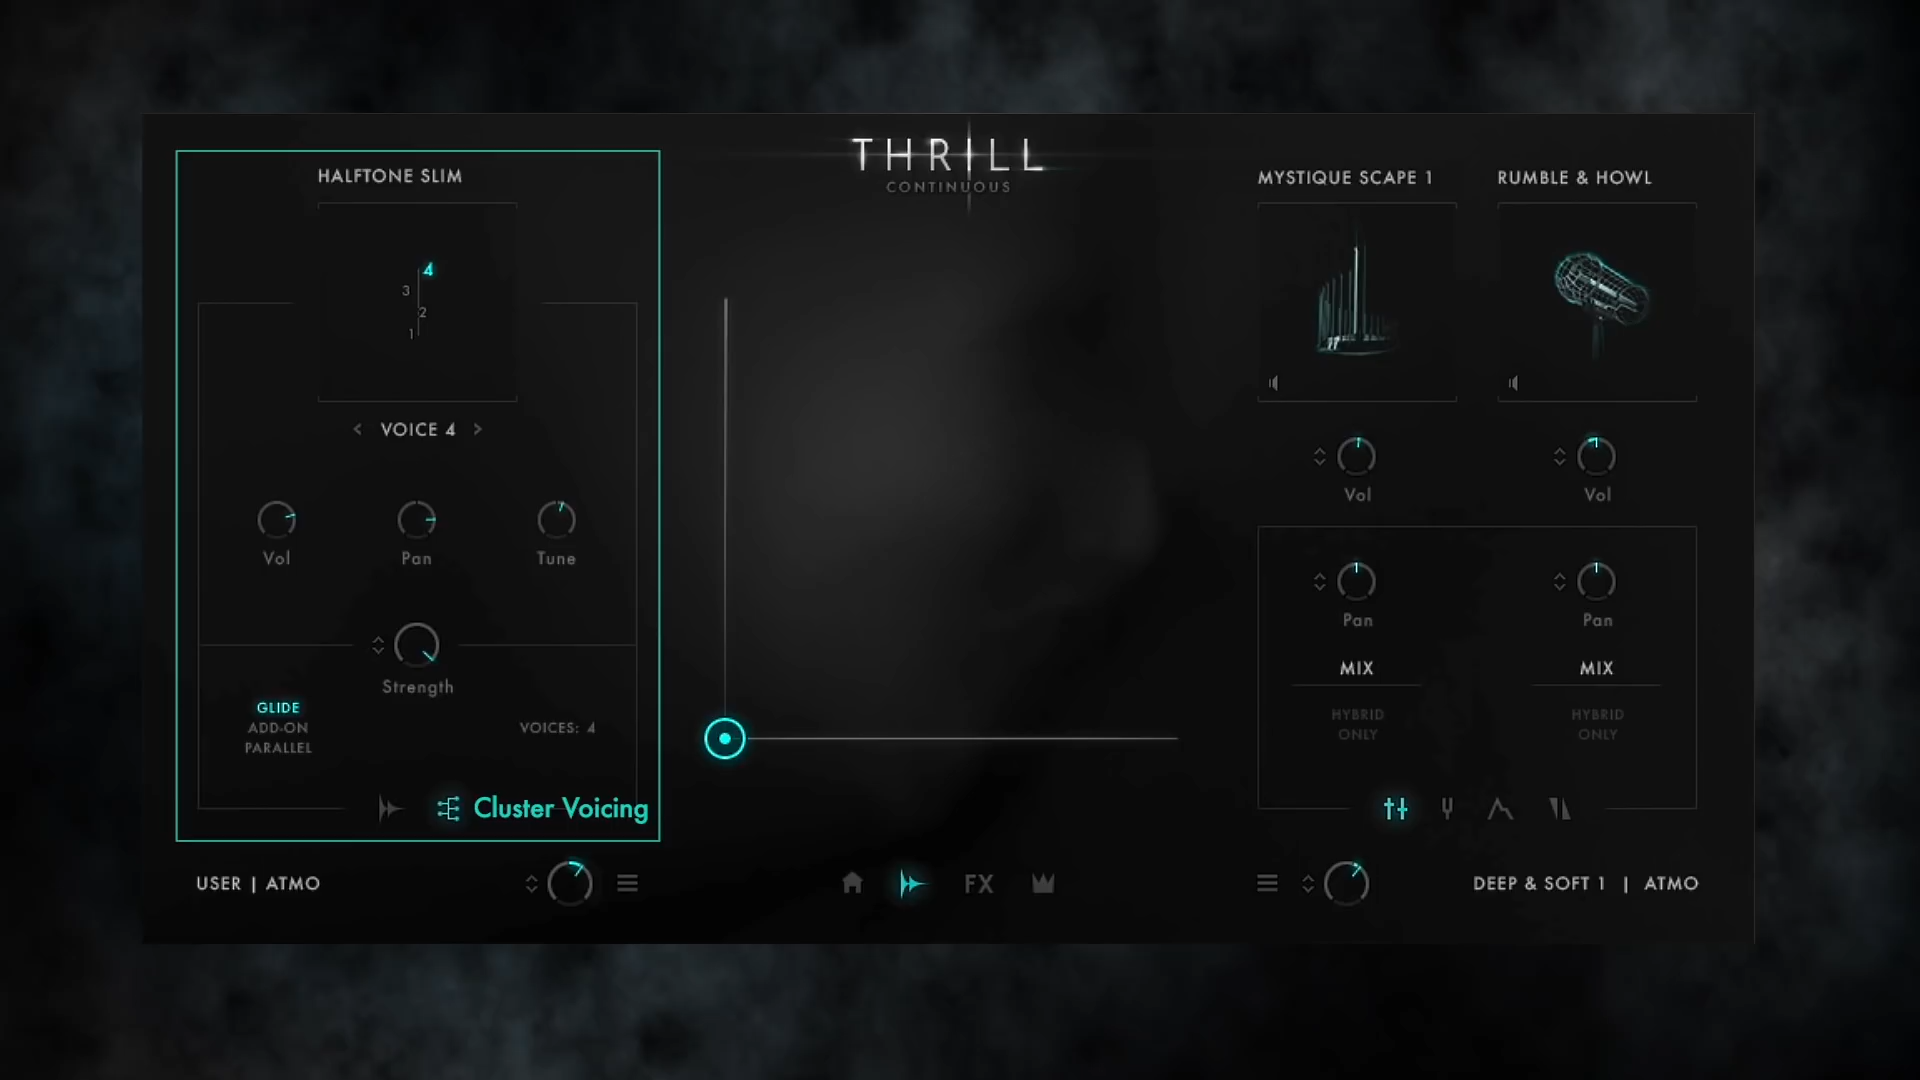 THRILL
CONTINUOUS
HALFTONE SLIM
4
3
2
1
< VOICE 4 >
Vol
Pan
Tune
Strength
GLIDE
ADD-ON
PARALLEL
VOICES: 4
Cluster Voicing
USER | ATMO
FX
MYSTIQUE SCAPE 1
RUMBLE & HOWL
Vol
Vol
Pan
Pan
MIX
MIX
HYBRID
ONLY
HYBRID
ONLY
DEEP & SOFT 1 | ATMO